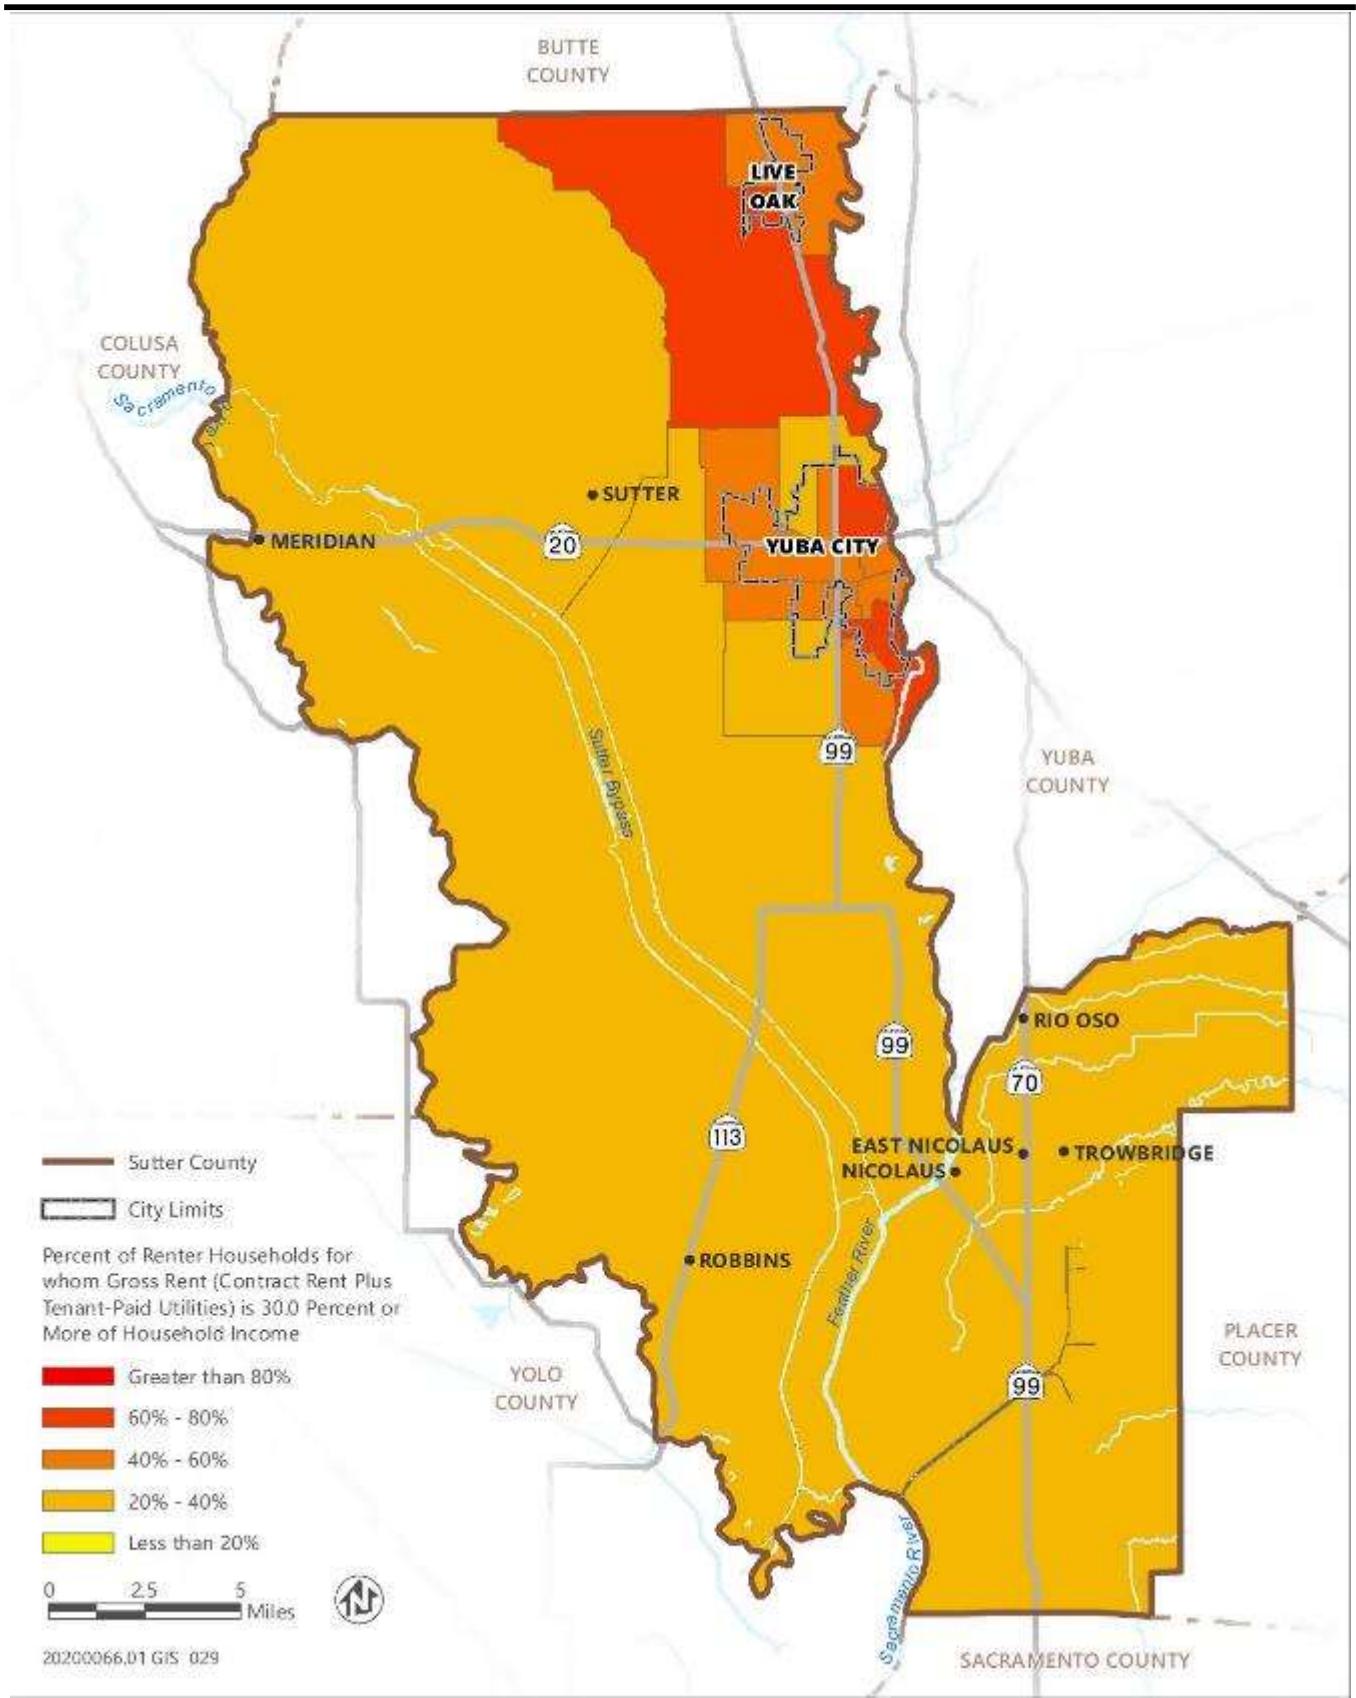 BUTTE
COUNTY
LIVE
OAK
COLUSA
COUNTY
Sacramento
SUTTER
MERIDIAN
20
YUBA CITY
99
Sutter Bypass
YUBA
COUNTY
RIO OSO
99
70
113
EAST NICOLAUS
TROWBRIDGE
NICOLAUS
ROBBINS
Feather River
PLACER
COUNTY
YOLO
COUNTY
99
Sacramento River
SACRAMENTO COUNTY
Sutter County
City Limits
Percent of Renter Households for
whom Gross Rent (Contract Rent Plus
Tenant-Paid Utilities) is 30.0 Percent or
More of Household Income
Greater than 80%
60% - 80%
40% - 60%
20% - 40%
Less than 20%
0 2.5 5
Miles
N
20200066.01 GIS 029